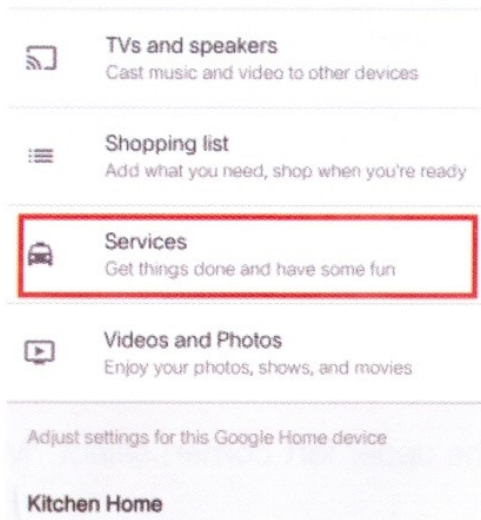 TVs and speakers
Cast music and video to other devices
Shopping list
Add what you need, shop when you're ready
Services
Get things done and have some fun
Videos and Photos
Enjoy your photos, shows, and movies
Adjust settings for this Google Home device
Kitchen Home